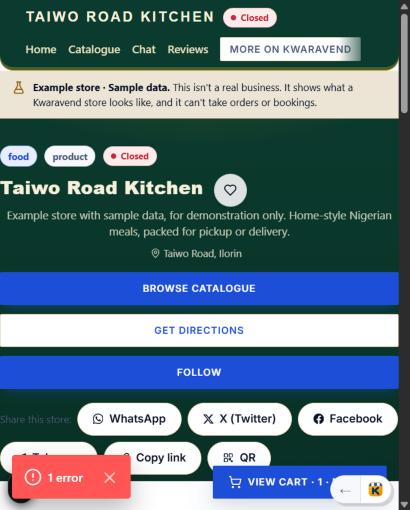 TAIWO ROAD KITCHEN
Closed
Home Catalogue Chat Reviews MORE ON KWARAVEND
Example store · Sample data. This isn't a real business. It shows what a
Kwaravend store looks like, and it can't take orders or bookings.
food product Closed
Taiwo Road Kitchen
Example store with sample data, for demonstration only. Home-style Nigerian
meals, packed for pickup or delivery.
Taiwo Road, Ilorin
BROWSE CATALOGUE
GET DIRECTIONS
FOLLOW
Share this store: WhatsApp X (Twitter) Facebook
Copy link QR
1 error
VIEW CART · 1 ·